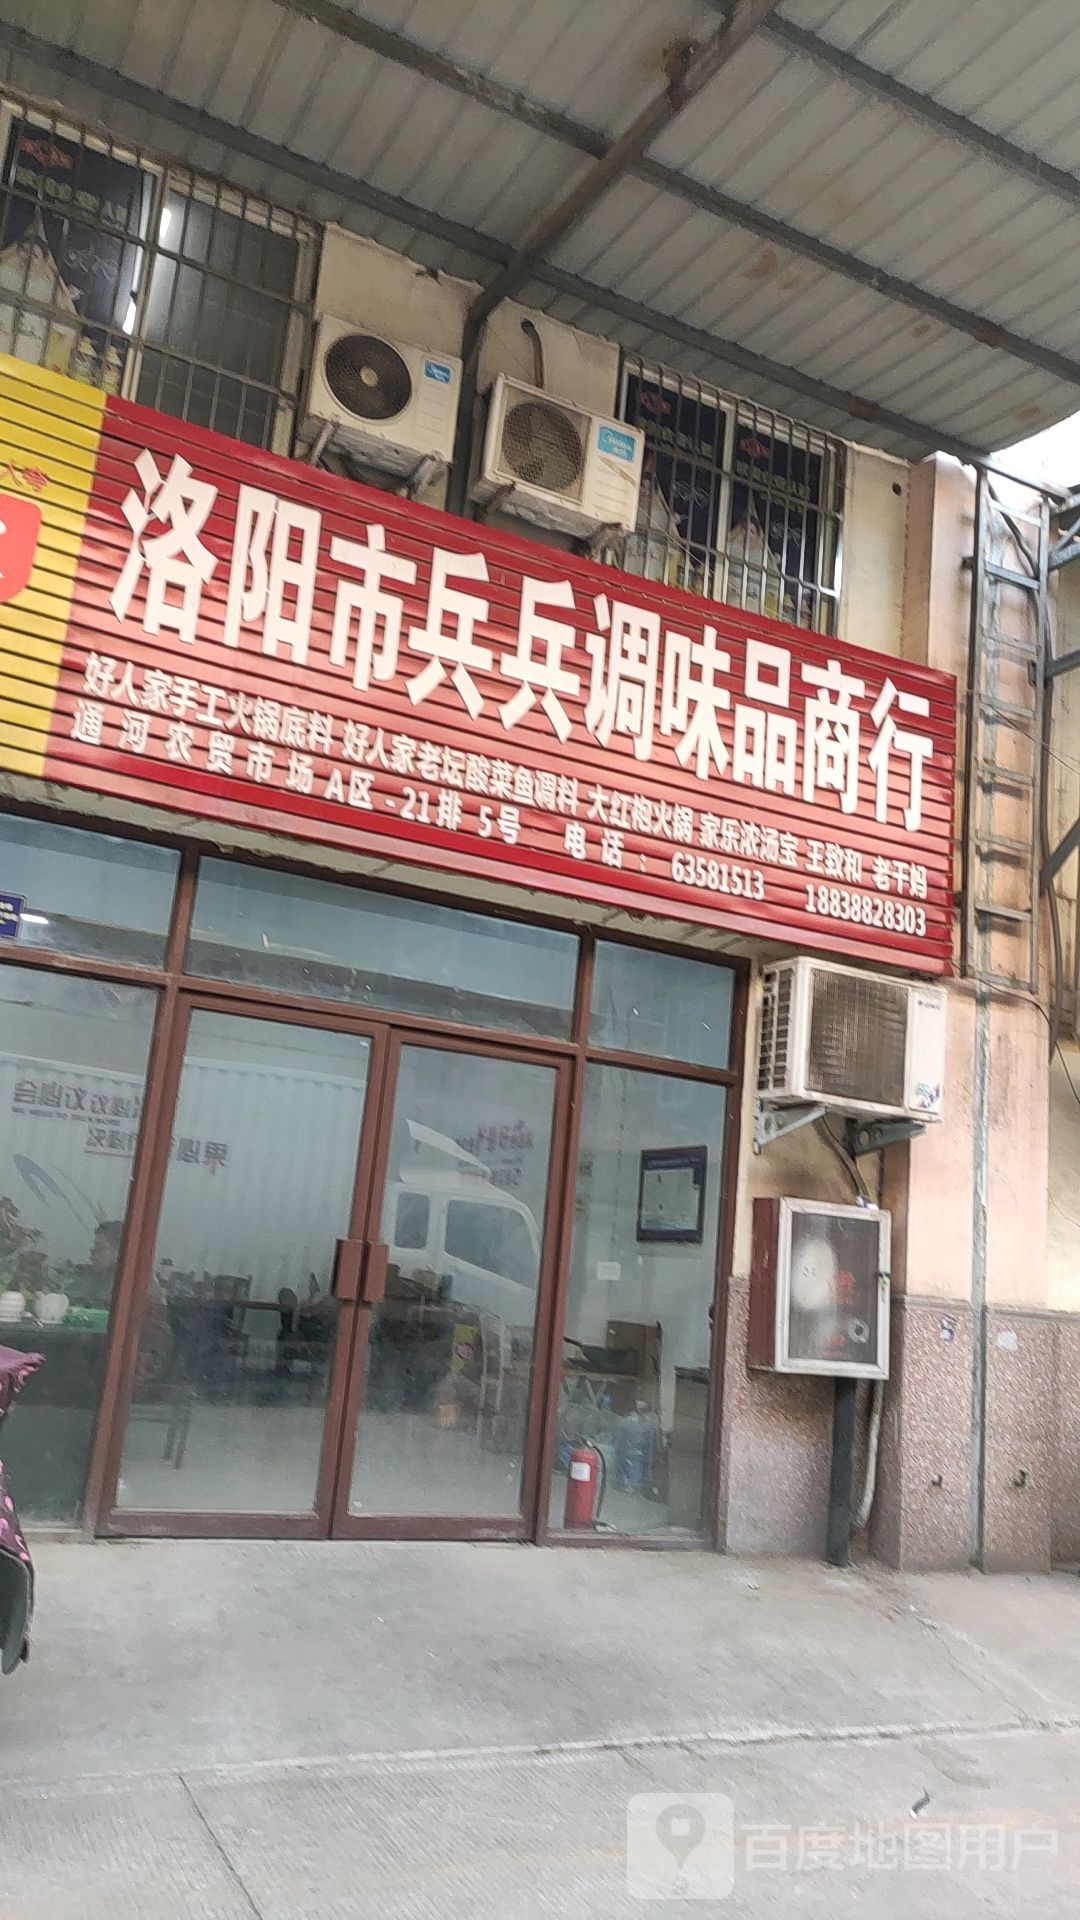 洛阳市兵兵调味品商行
好人家手工火锅底料 好人家老坛酸菜鱼调料 大红袍火锅 家乐浓汤宝 王致和 老干妈
通河农贸市场A区-21排 5号 电话: 63581513 18838828303
百度地图用户